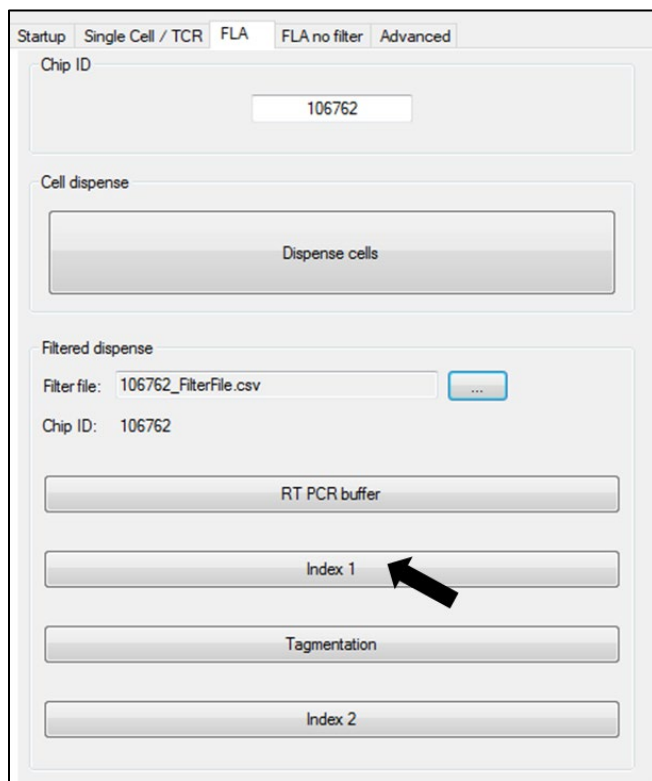 Startup Single Cell / TCR FLA FLA no filter Advanced
Chip ID
106762
Cell dispense
Dispense cells
Filtered dispense
Filter file: 106762_FilterFile.csv ...
Chip ID: 106762
RT PCR buffer
Index 1
Tagmentation
Index 2